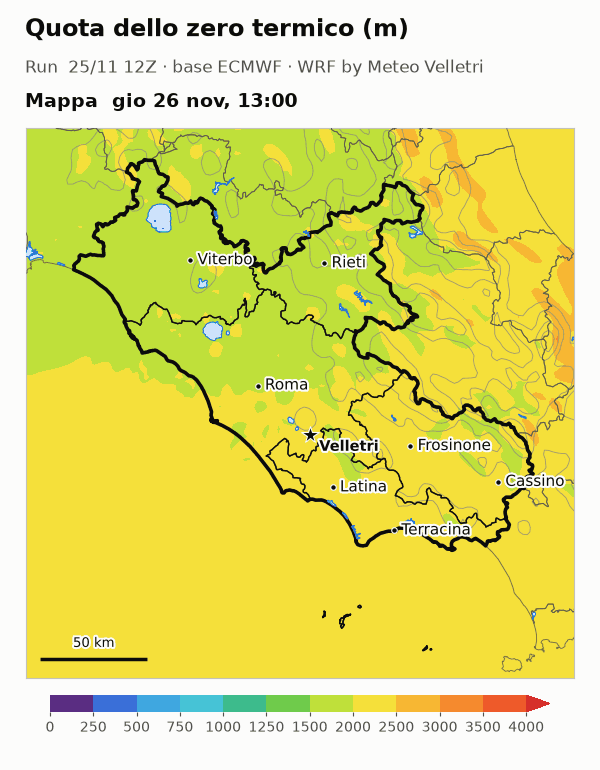 Quota dello zero termico (m)
Run  25/11 12Z · base ECMWF · WRF by Meteo Velletri
Mappa  gio 26 nov, 13:00
Viterbo
Rieti
Roma
Velletri
Frosinone
Cassino
Latina
Terracina
50 km
0 250 500 750 1000 1250 1500 2000 2500 3000 3500 4000